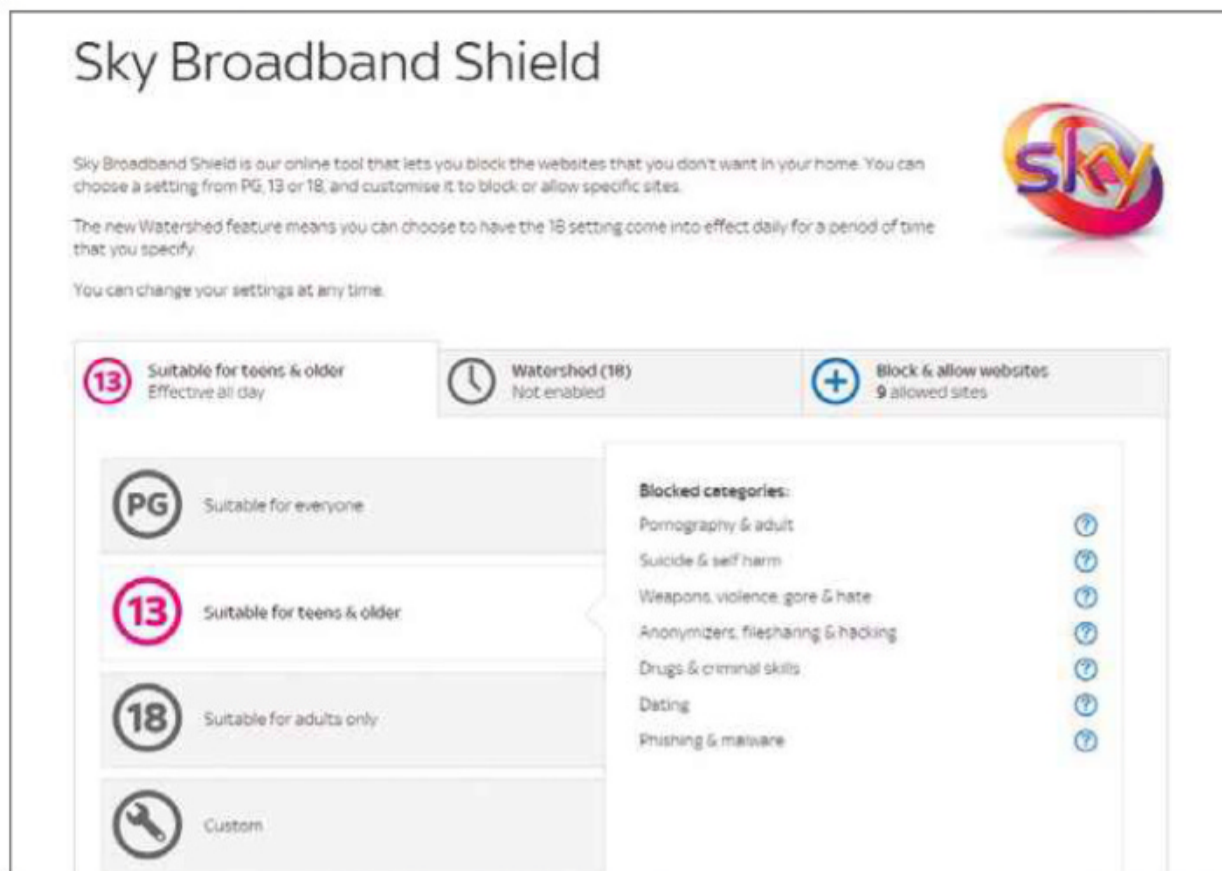 Sky Broadband Shield
sky
Sky Broadband Shield is our online tool that lets you block the websites that you don't want in your home. You can
choose a setting from PG, 13 or 18, and customise it to block or allow specific sites.
The new Watershed feature means you can choose to have the 18 setting come into effect daily for a period of time
that you specify.
You can change your settings at any time.
13 Suitable for teens & older
Effective all day
Watershed (18)
Not enabled
Block & allow websites
9 allowed sites
PG Suitable for everyone
13 Suitable for teens & older
18 Suitable for adults only
Custom
Blocked categories:
Pornography & adult ?
Suicide & self harm ?
Weapons, violence, gore & hate ?
Anonymizers, filesharing & hacking ?
Drugs & criminal skills ?
Dating ?
Phishing & malware ?